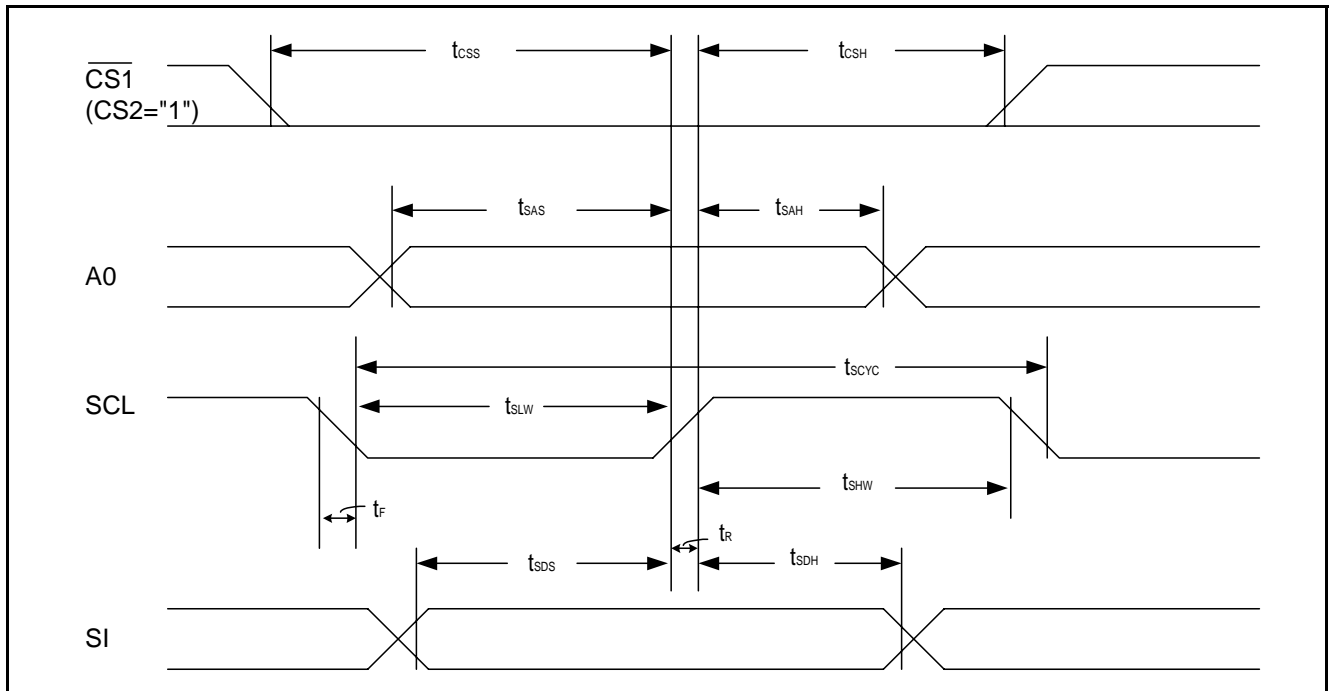 tCSS
tCSH
CS1
(CS2="1")
tSAS
tSAH
A0
tSCYC
SCL
tSLW
tSHW
tF
tR
tSDS
tSDH
SI